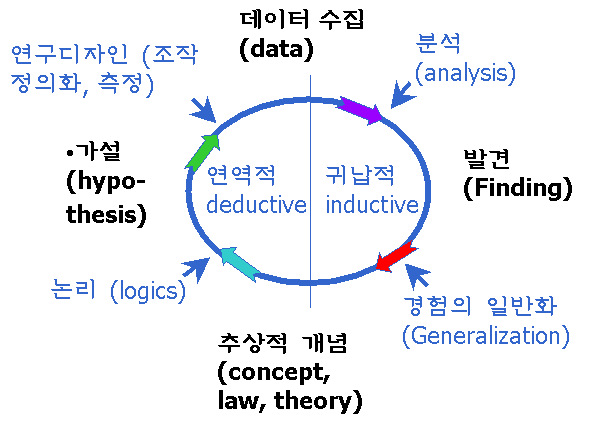 데이터 수집
(data)
연구디자인 (조작
정의화, 측정)
분석
(analysis)
•가설
(hypo-
thesis)
연역적
deductive
귀납적
inductive
발견
(Finding)
논리 (logics)
경험의 일반화
(Generalization)
추상적 개념
(concept,
law, theory)